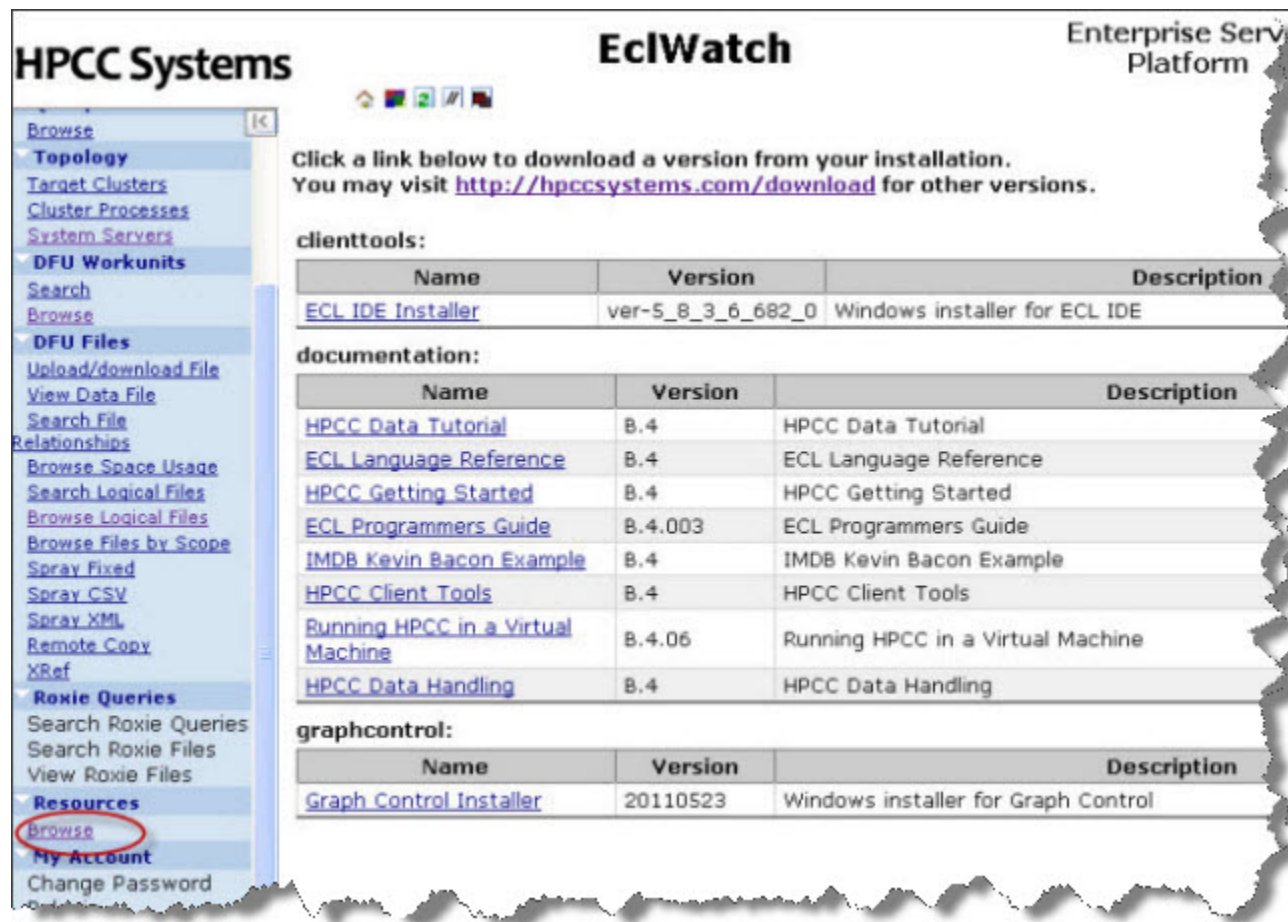 HPCC Systems
EclWatch
Enterprise Serv
Platform
Browse
Topology
Target Clusters
Cluster Processes
System Servers
DFU Workunits
Search
Browse
DFU Files
Upload/download File
View Data File
Search File
Relationships
Browse Space Usage
Search Logical Files
Browse Logical Files
Browse Files by Scope
Spray Fixed
Spray CSV
Spray XML
Remote Copy
XRef
Roxie Queries
Search Roxie Queries
Search Roxie Files
View Roxie Files
Resources
Browse
My Account
Change Password
Click a link below to download a version from your installation.
You may visit http://hpccsystems.com/download for other versions.
clienttools:
Name Version Description
ECL IDE Installer ver-5_8_3_6_682_0 Windows installer for ECL IDE
documentation:
Name Version Description
HPCC Data Tutorial B.4 HPCC Data Tutorial
ECL Language Reference B.4 ECL Language Reference
HPCC Getting Started B.4 HPCC Getting Started
ECL Programmers Guide B.4.003 ECL Programmers Guide
IMDB Kevin Bacon Example B.4 IMDB Kevin Bacon Example
HPCC Client Tools B.4 HPCC Client Tools
Running HPCC in a Virtual
Machine B.4.06 Running HPCC in a Virtual Machine
HPCC Data Handling B.4 HPCC Data Handling
graphcontrol:
Name Version Description
Graph Control Installer 20110523 Windows installer for Graph Control